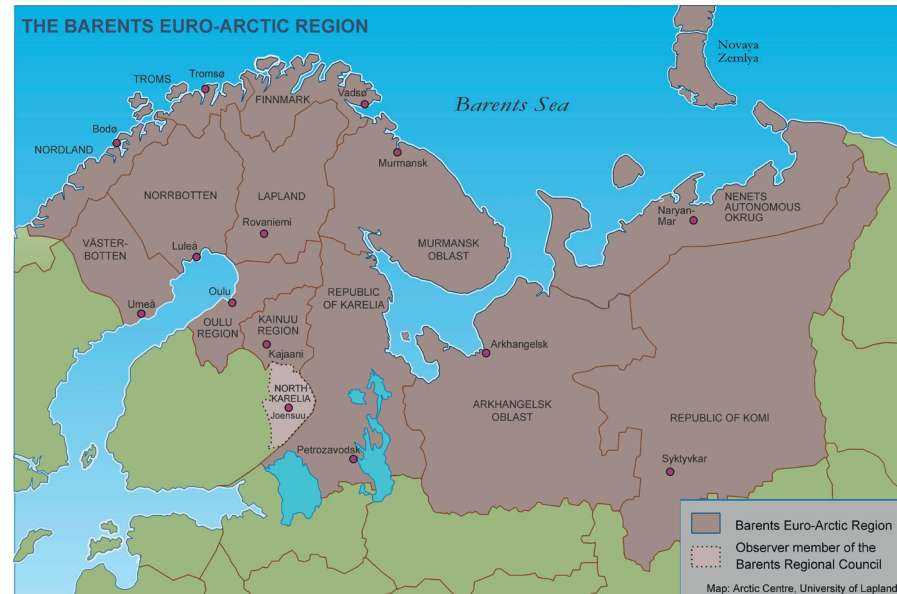 THE BARENTS EURO-ARCTIC REGION
Novaya
Zemlya
Tromsø
TROMS
FINNMARK
Vadsø
Barents Sea
Bodø
NORDLAND
Murmansk
NORRBOTTEN
LAPLAND
NENETS
AUTONOMOUS
OKRUG
Naryan-
Mar
Rovaniemi
VÄSTER-
BOTTEN
Luleå
MURMANSK
OBLAST
REPUBLIC
OF KARELIA
Oulu
Umeå
OULU
REGION
KAINUU
REGION
Kajaani
Arkhangelsk
NORTH
KARELIA
Joensuu
ARKHANGELSK
OBLAST
REPUBLIC OF KOMI
Petrozavodsk
Syktyvkar
Barents Euro-Arctic Region
Observer member of the
Barents Regional Council
Map: Arctic Centre, University of Lapland